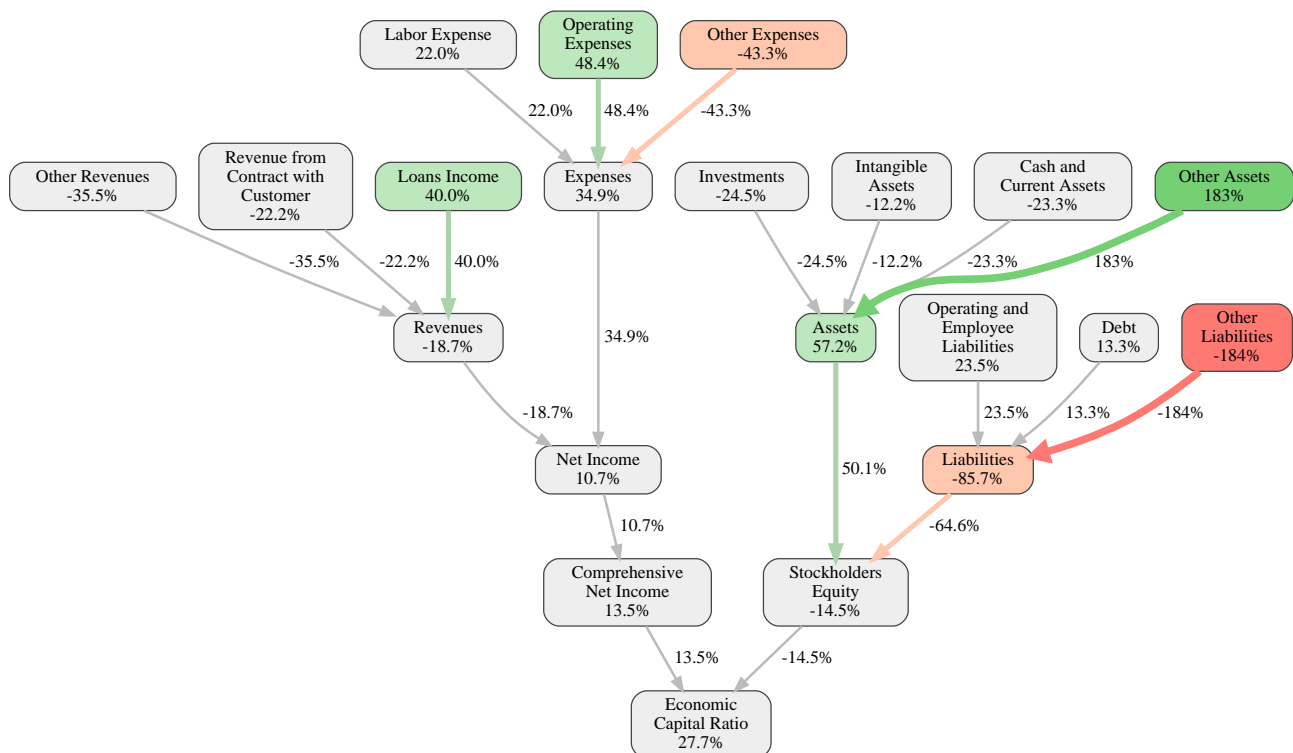 Labor Expense
22.0%
Operating
Expenses
48.4%
Other Expenses
-43.3%
22.0%
48.4%
-43.3%
Other Revenues
-35.5%
Revenue from
Contract with
Customer
-22.2%
Loans Income
40.0%
Expenses
34.9%
Investments
-24.5%
Intangible
Assets
-12.2%
Cash and
Current Assets
-23.3%
Other Assets
183%
-35.5%
-22.2%
40.0%
-24.5%
-12.2%
-23.3%
183%
Revenues
-18.7%
34.9%
Assets
57.2%
Operating and
Employee
Liabilities
23.5%
Debt
13.3%
Other
Liabilities
-184%
-18.7%
23.5%
13.3%
-184%
Net Income
10.7%
50.1%
Liabilities
-85.7%
10.7%
-64.6%
Comprehensive
Net Income
13.5%
Stockholders
Equity
-14.5%
13.5%
-14.5%
Economic
Capital Ratio
27.7%